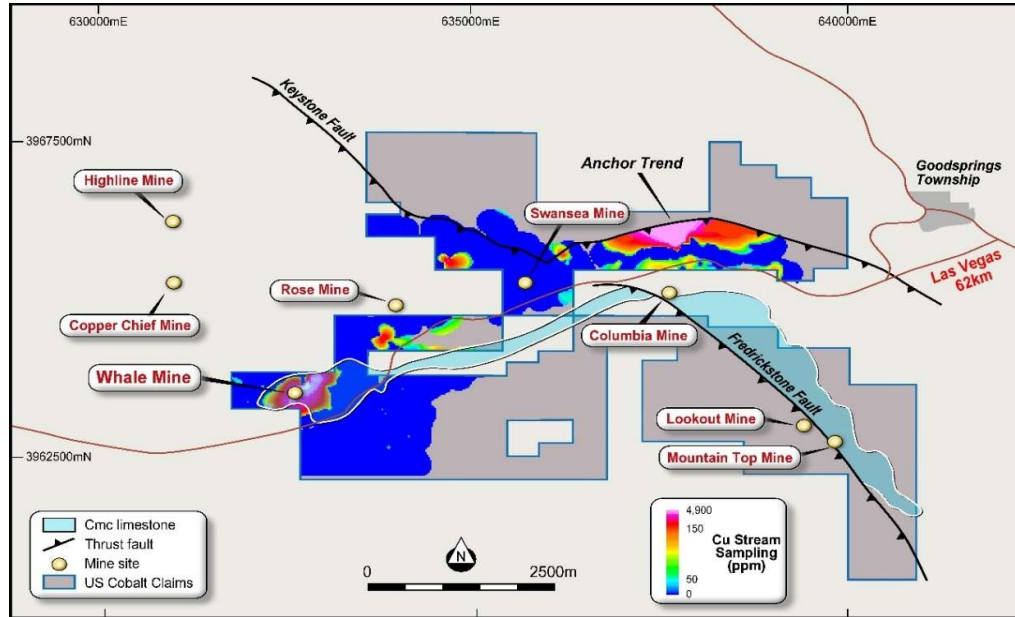 630000mE
635000mE
640000mE
3967500mN
3962500mN
Keystone Fault
Anchor Trend
Goodsprings
Township
Highline Mine
Swansea Mine
Las Vegas
62km
Rose Mine
Copper Chief Mine
Columbia Mine
Whale Mine
Fredrickstone Fault
Lookout Mine
Mountain Top Mine
Cmc limestone
Thrust fault
Mine site
US Cobalt Claims
N
0
2500m
4,900
150
50
0
Cu Stream
Sampling
(ppm)